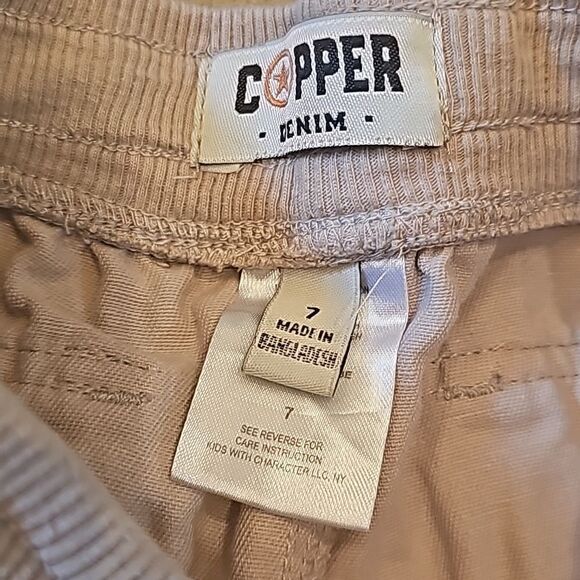 COPPER
• DENIM •
7
MADE IN
BANGLADESH
7
SEE REVERSE FOR
CARE INSTRUCTION
KIDS WITH CHARACTER LLC, NY